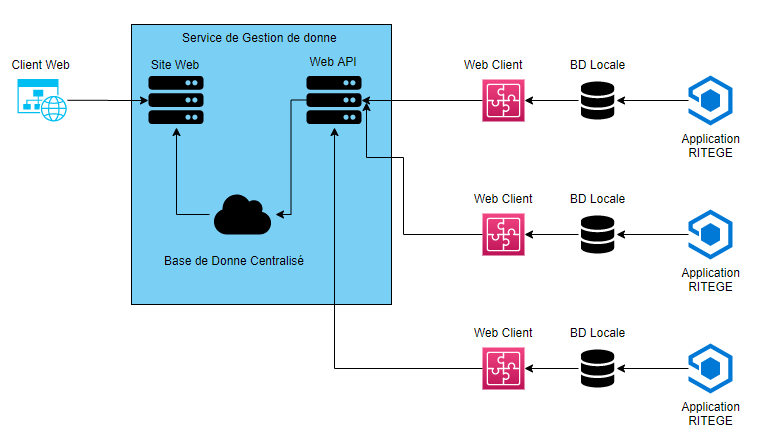 Service de Gestion de donne
Client Web
Site Web
Web API
Web Client
BD Locale
Application
RITEGE
Web Client
BD Locale
Base de Donne Centralisé
Application
RITEGE
Web Client
BD Locale
Application
RITEGE